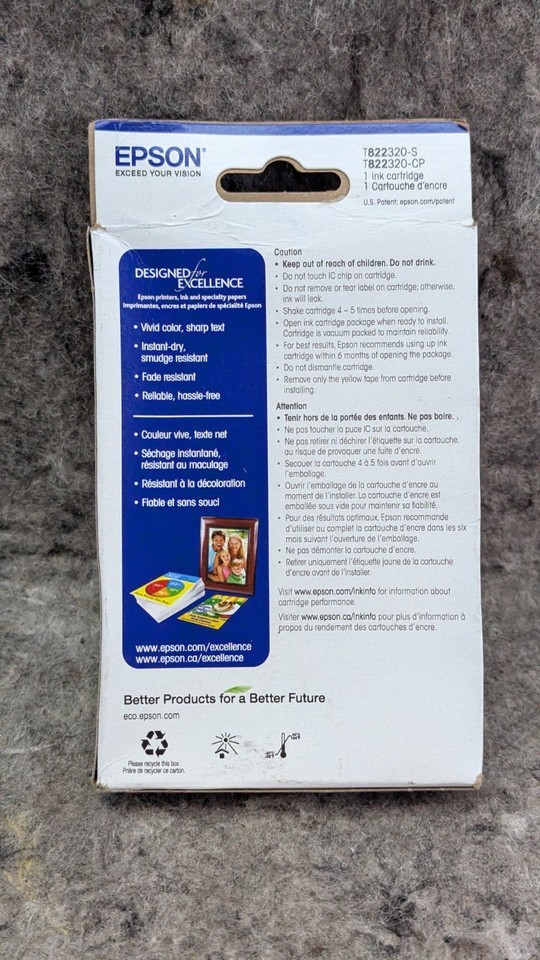 EPSON®
EXCEED YOUR VISION
T822320-S
T822320-CP
1 ink cartridge
1 Cartouche d'encre
U.S. Patent: epson.com/patent
DESIGNED for
EXCELLENCE
Epson printers, ink and specialty papers
Imprimantes, encres et papiers de spécialité Epson
• Vivid color, sharp text
• Instant-dry,
smudge resistant
• Fade resistant
• Reliable, hassle-free
• Couleur vive, texte net
• Séchage instantané,
résistant au maculage
• Résistant à la décoloration
• Fiable et sans souci
www.epson.com/excellence
www.epson.ca/excellence
Caution
• Keep out of reach of children. Do not drink.
• Do not touch IC chip on cartridge.
• Do not remove or tear label on cartridge; otherwise,
ink will leak.
• Shake cartridge 4 – 5 times before opening.
• Open ink cartridge package when ready to install.
Cartridge is vacuum packed to maintain reliability.
• For best results, Epson recommends using up ink
cartridge within 6 months of opening the package.
• Do not dismantle cartridge.
• Remove only the yellow tape from cartridge before
installing.
Attention
• Tenir hors de la portée des enfants. Ne pas boire.
• Ne pas toucher la puce IC sur la cartouche.
• Ne pas retirer ni déchirer l'étiquette sur la cartouche,
au risque de provoquer une fuite d'encre.
• Secouer la cartouche 4 à 5 fois avant d'ouvrir
l'emballage.
• Ouvrir l'emballage de la cartouche d'encre au
moment de l'installer. La cartouche d'encre est
emballée sous vide pour maintenir sa fiabilité.
• Pour des résultats optimaux, Epson recommande
d'utiliser au complet la cartouche d'encre dans les six
mois suivant l'ouverture de l'emballage.
• Ne pas démonter la cartouche d'encre.
• Retirer uniquement l'étiquette jaune de la cartouche
d'encre avant de l'installer.
Visit www.epson.com/inkinfo for information about
cartridge performance.
Visiter www.epson.ca/inkinfo pour plus d'information à
propos du rendement des cartouches d'encre.
Better Products for a Better Future
eco.epson.com
Please recycle this box.
Prière de recycler ce carton.